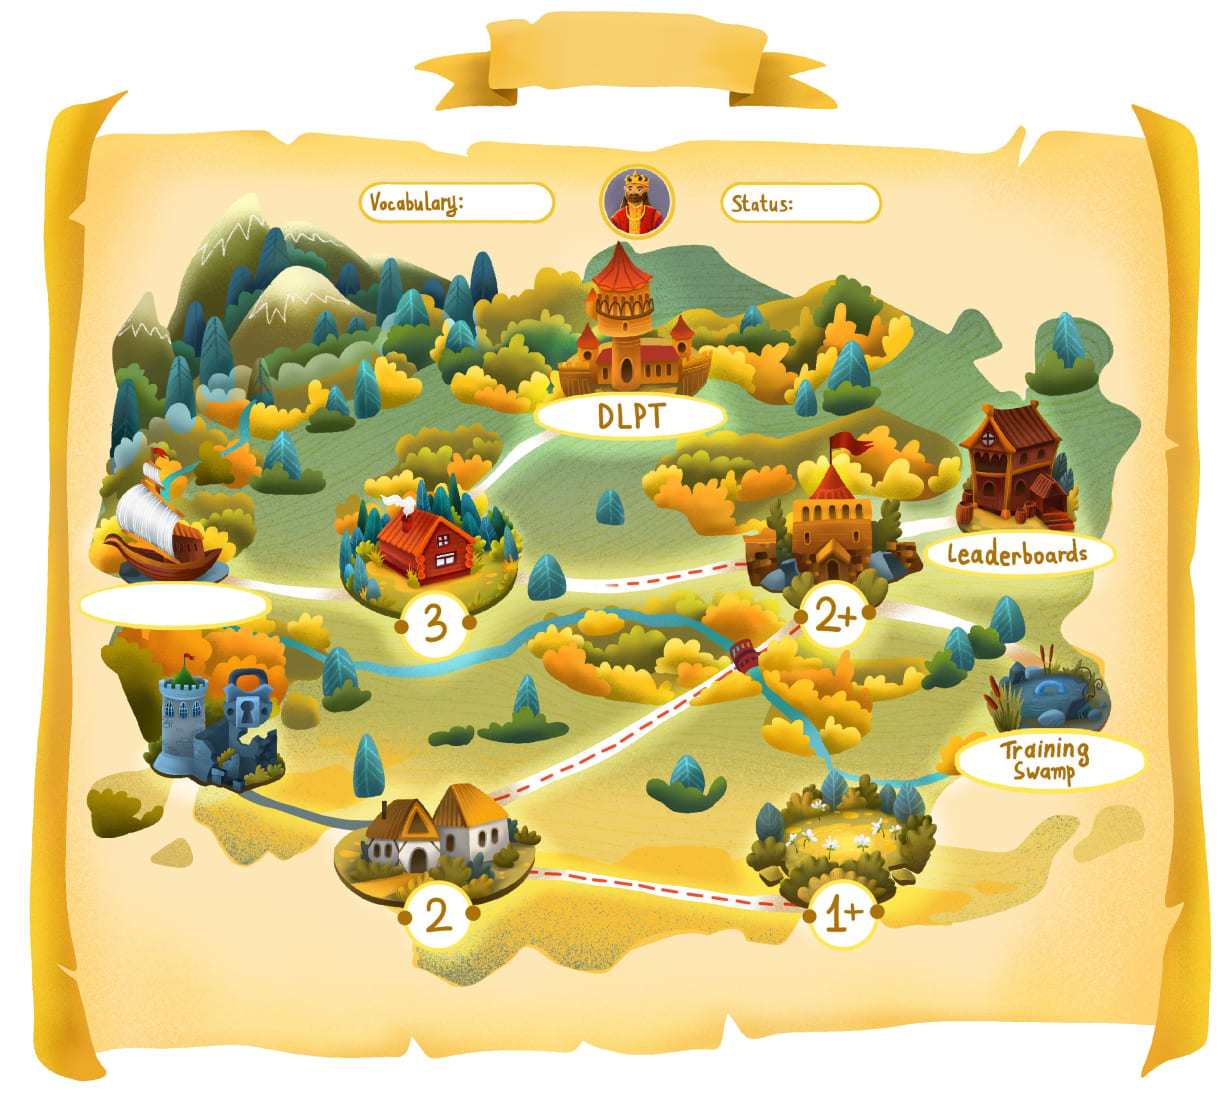 Vocabulary:
Status:
DLPT
Leaderboards
3
2+
Training
Swamp
2
1+